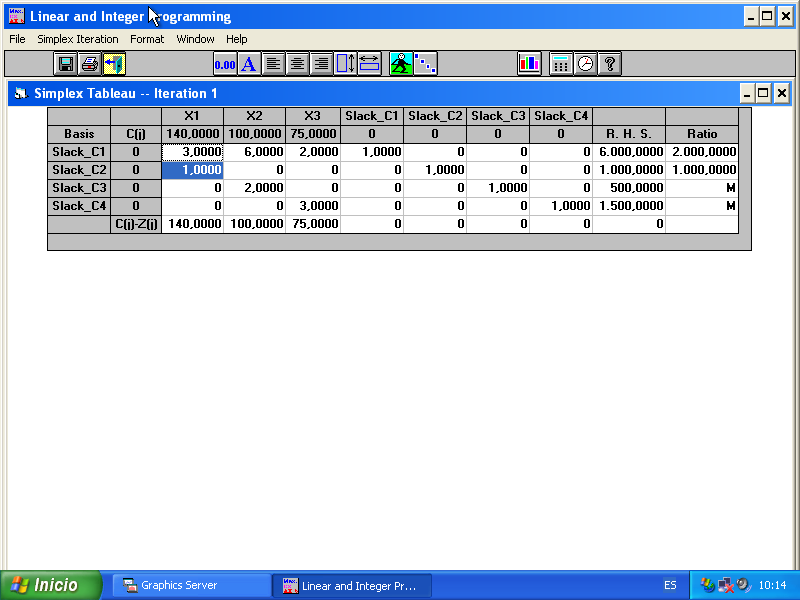 Linear and Integer Programming
File Simplex Iteration Format Window Help
0.00 A ?
Simplex Tableau -- Iteration 1
X1 X2 X3 Slack_C1 Slack_C2 Slack_C3 Slack_C4
Basis C(j) 140,0000 100,0000 75,0000 0 0 0 0 R. H. S. Ratio
Slack_C1 0 3,0000 6,0000 2,0000 1,0000 0 0 0 6.000,0000 2.000,0000
Slack_C2 0 1,0000 0 0 0 1,0000 0 0 1.000,0000 1.000,0000
Slack_C3 0 0 2,0000 0 0 0 1,0000 0 500,0000 M
Slack_C4 0 0 0 3,0000 0 0 0 1,0000 1.500,0000 M
C(j)-Z(j) 140,0000 100,0000 75,0000 0 0 0 0 0
Inicio Graphics Server Linear and Integer Pr... ES 10:14